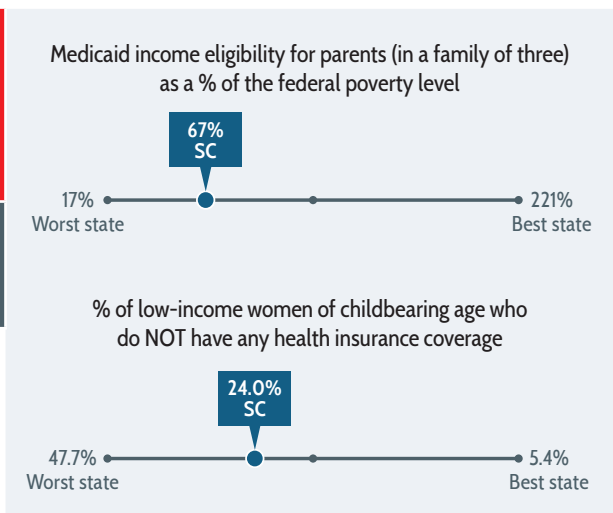 Medicaid income eligibility for parents (in a family of three)
as a % of the federal poverty level
67%
SC
17%
221%
Worst state
Best state
% of low-income women of childbearing age who
do NOT have any health insurance coverage
24.0%
SC
47.7%
5.4%
Worst state
Best state